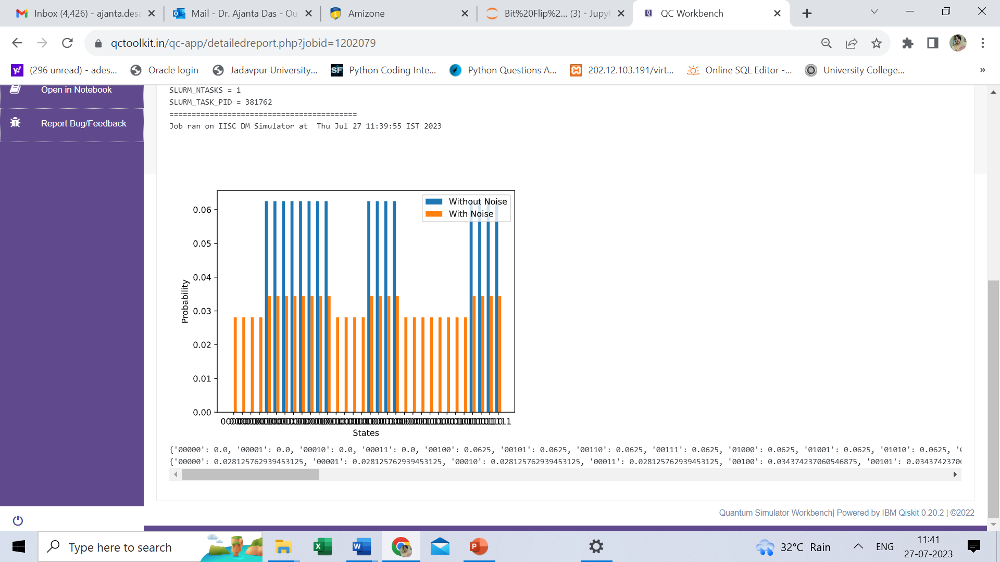 Inbox (4,426) - ajanta.desa
Mail - Dr. Ajanta Das - Ou
Amizone
Bit%20Flip%2... (3) - Jupyt
QC Workbench
qctoolkit.in/qc-app/detailedreport.php?jobid=1202079
(296 unread) - ades...
Oracle login
Jadavpur University...
SF
Python Coding Inte...
Python Questions A...
202.12.103.191/virt...
Online SQL Editor -...
University College...
»
Open in Notebook
Report Bug/Feedback
SLURM_NTASKS = 1
SLURM_TASK_PID = 381762
==========================================
Job ran on IISC DM Simulator at  Thu Jul 27 11:39:55 IST 2023
Without Noise
With Noise
0.06
0.05
0.04
0.03
0.02
0.01
0.00
Probability
States
{'00000': 0.0, '00001': 0.0, '00010': 0.0, '00011': 0.0, '00100': 0.0625, '00101': 0.0625, '00110': 0.0625, '00111': 0.0625, '01000': 0.0625, '01001': 0.0625, '01010': 0.0625,
{'00000': 0.028125762939453125, '00001': 0.028125762939453125, '00010': 0.028125762939453125, '00011': 0.028125762939453125, '00100': 0.034374237060546875, '00101': 0.0343742370
Quantum Simulator Workbench| Powered by IBM Qiskit 0.20.2 | ©2022
Type here to search
32°C Rain
ENG
11:41
27-07-2023